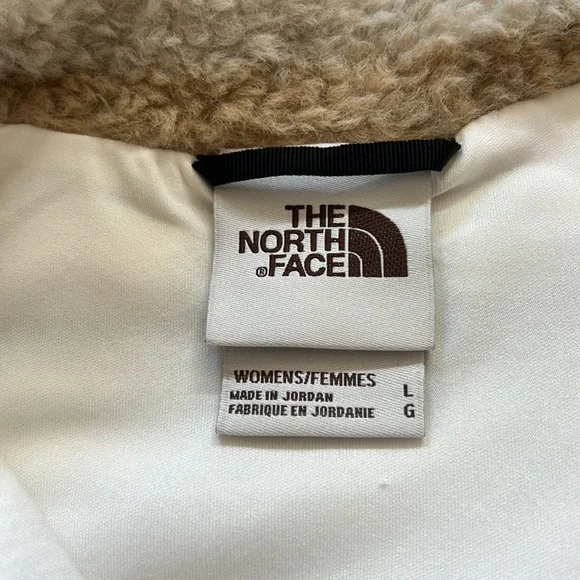 THE
NORTH
®FACE
WOMENS/FEMMES L
MADE IN JORDAN
FABRIQUE EN JORDANIE G